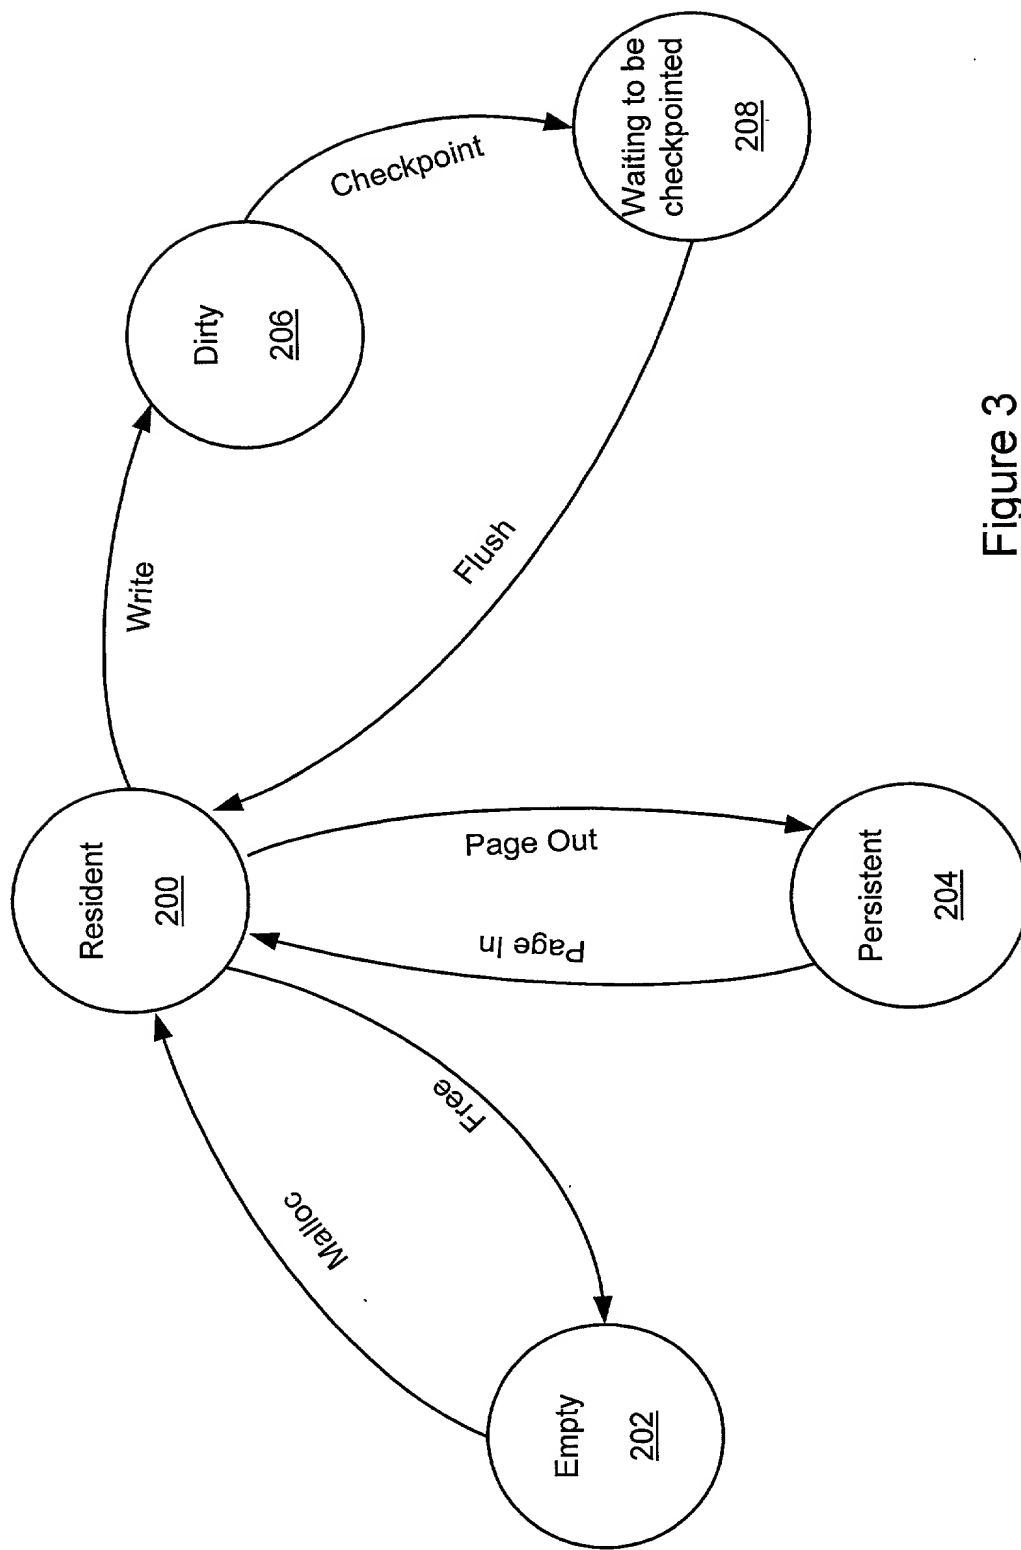 Resident
200
Write
Dirty
206
Checkpoint
Waiting to be
checkpointed
208
Flush
Malloc
Free
Page In
Page Out
Empty
202
Persistent
204
Figure 3